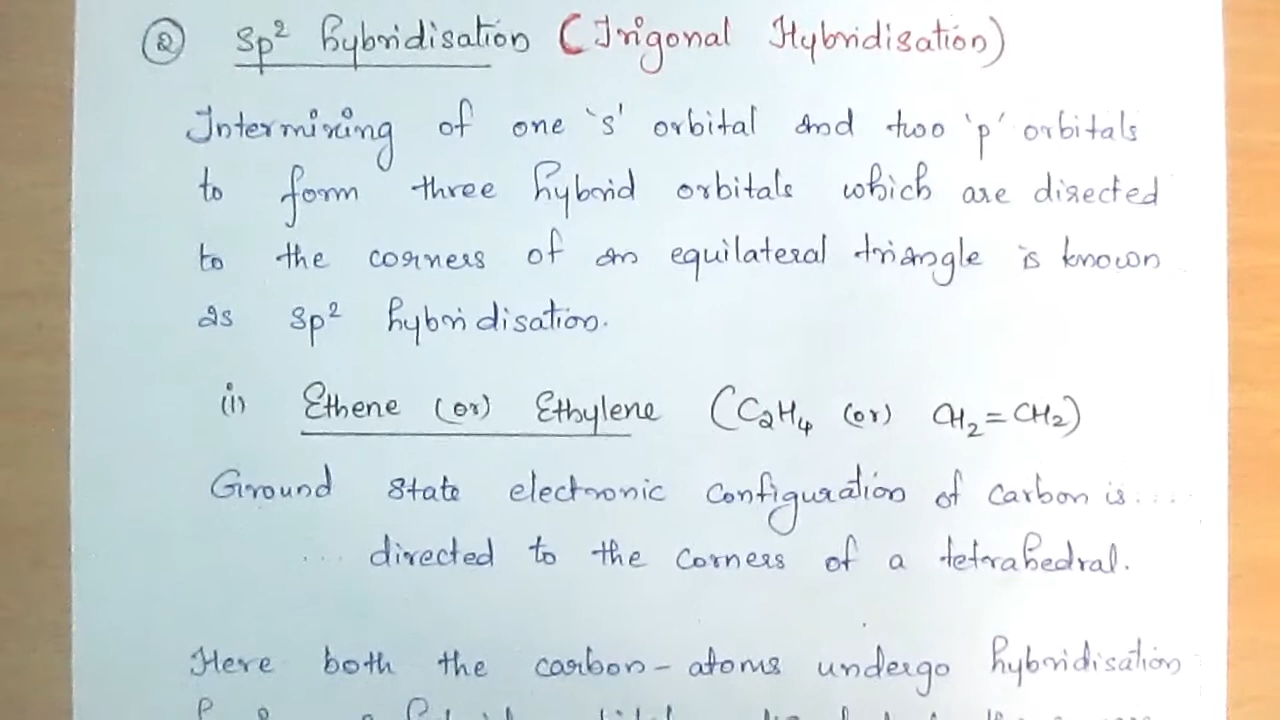 ② Sp² hybridisation (Trigonal Hybridisation)
Intermixing of one 's' orbital and two 'p' orbitals
to form three hybrid orbitals which are directed
to the corners of an equilateral triangle is known
as Sp² hybridisation.
(i) Ethene (or) Ethylene (C₂H₄ (or) CH₂=CH₂)
Ground State electronic configuration of carbon is....
... directed to the corners of a tetrahedral.
Here both the carbon-atoms undergo hybridisation